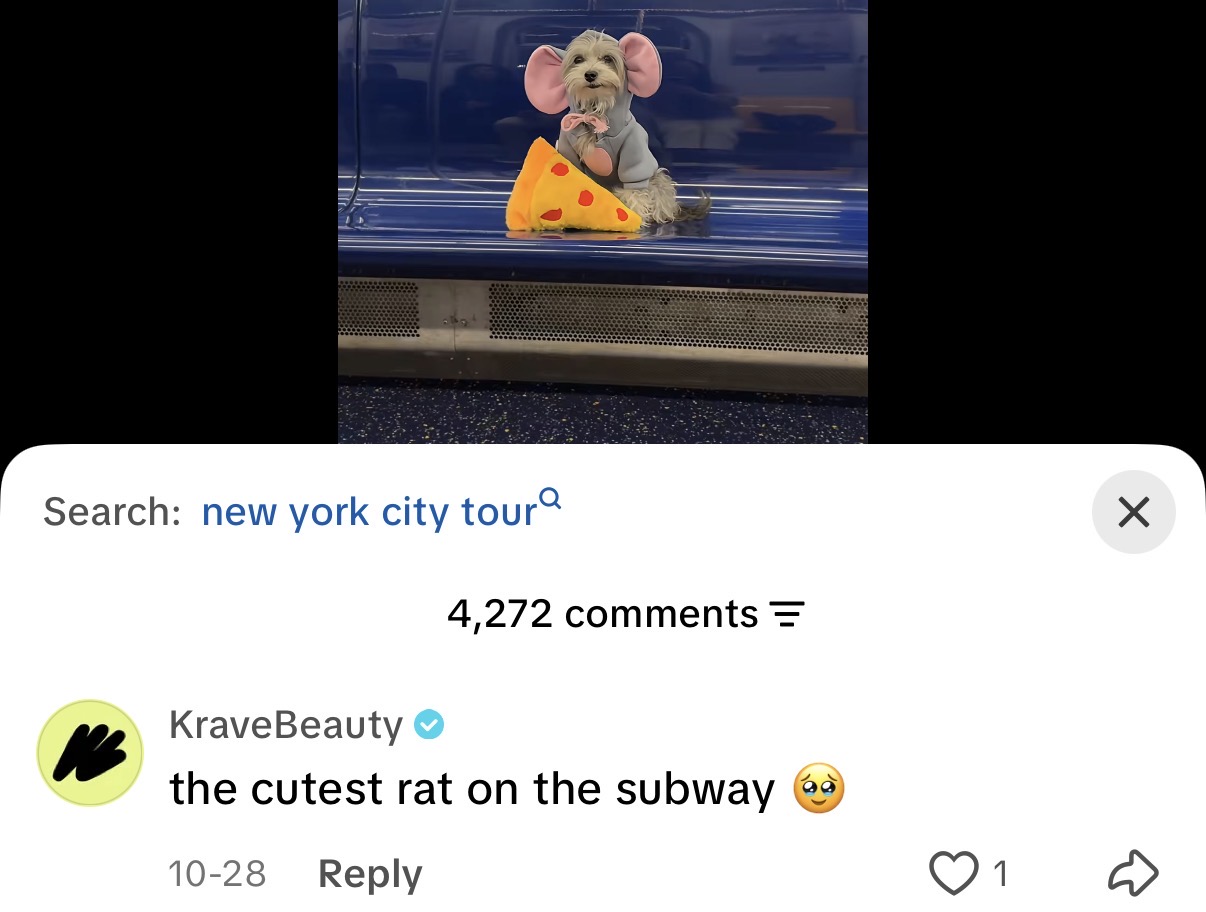 Search: new york city tour
4,272 comments
KraveBeauty
the cutest rat on the subway 🥹
10-28 Reply 1